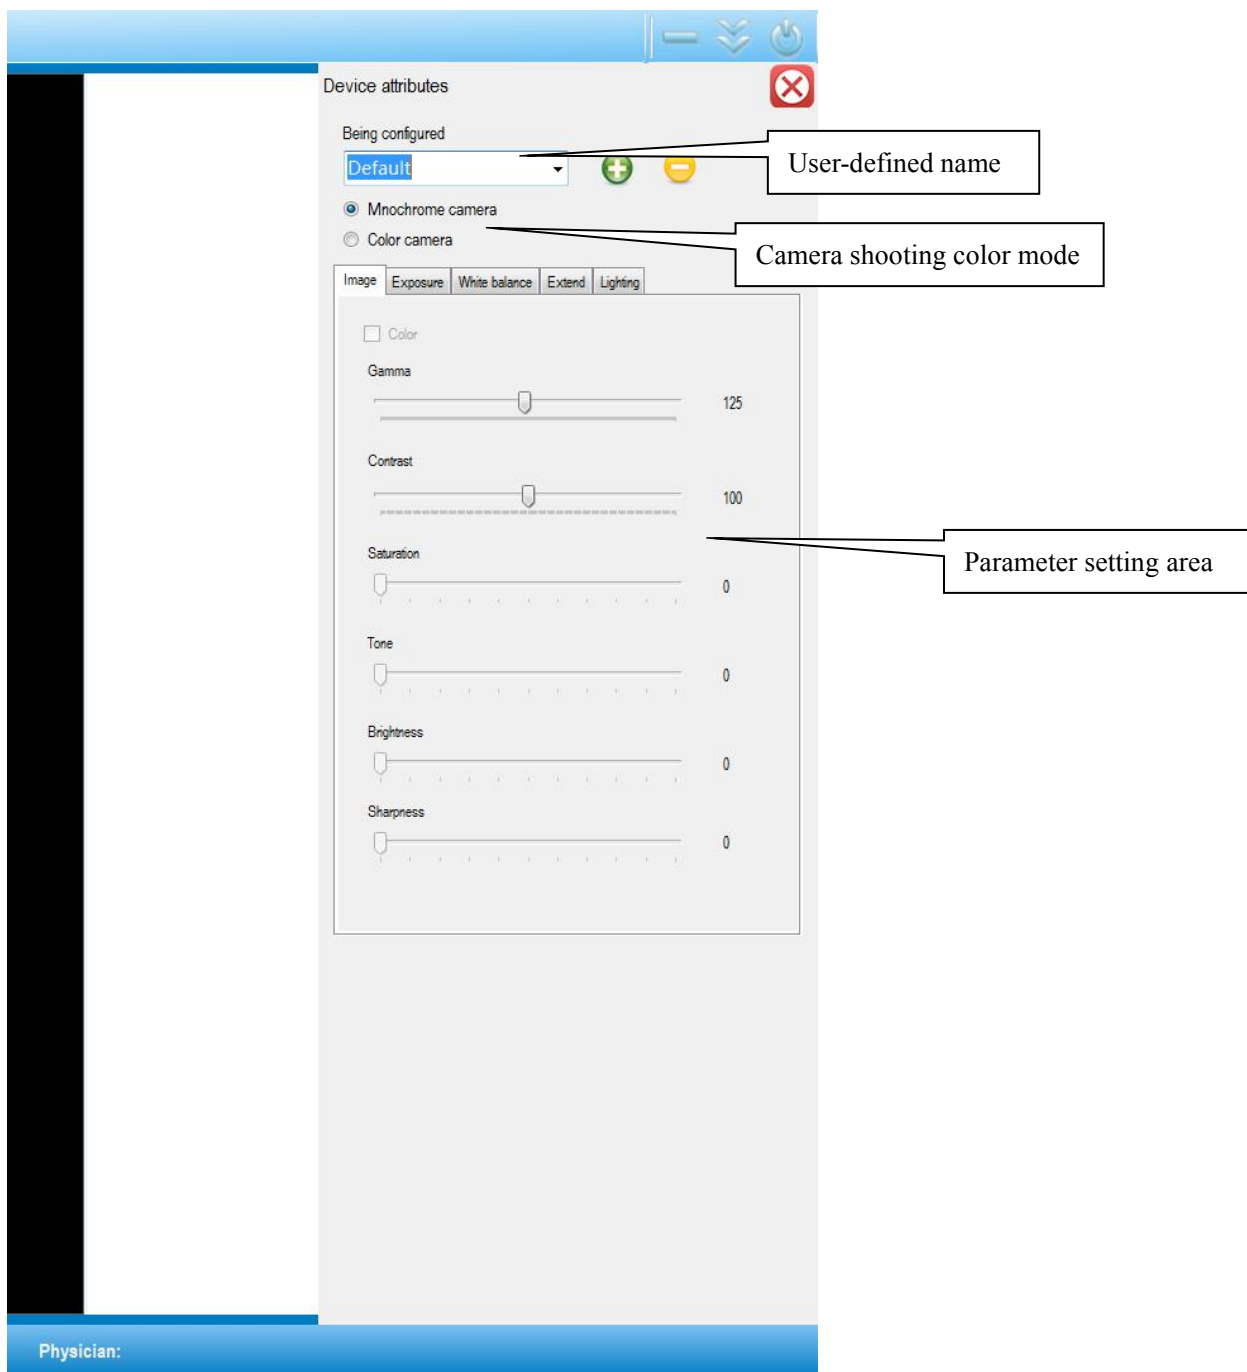 Device attributes
Being configured
Default
User-defined name
Mnochrome camera
Color camera
Camera shooting color mode
Image Exposure White balance Extend Lighting
Color
Gamma
125
Contrast
100
Parameter setting area
Saturation
0
Tone
0
Brightness
0
Sharpness
0
Physician: